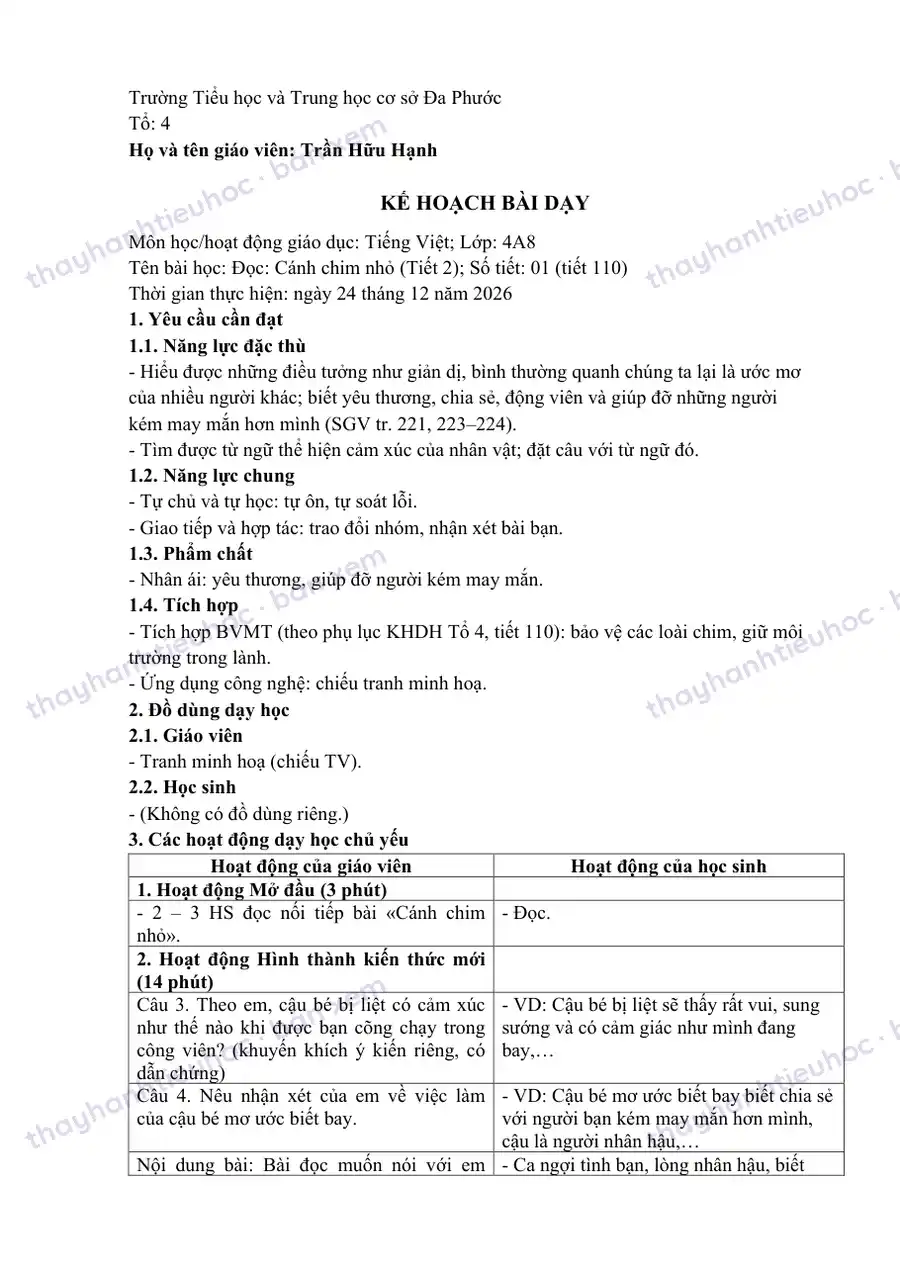 Trường Tiểu học và Trung học cơ sở Đa Phước
Tổ: 4
Họ và tên giáo viên: Trần Hữu Hạnh
KẾ HOẠCH BÀI DẠY
Môn học/hoạt động giáo dục: Tiếng Việt; Lớp: 4A8
Tên bài học: Đọc: Cánh chim nhỏ (Tiết 2); Số tiết: 01 (tiết 110)
Thời gian thực hiện: ngày 24 tháng 12 năm 2026
1. Yêu cầu cần đạt
1.1. Năng lực đặc thù
- Hiểu được những điều tưởng như giản dị, bình thường quanh chúng ta lại là ước mơ
của nhiều người khác; biết yêu thương, chia sẻ, động viên và giúp đỡ những người
kém may mắn hơn mình (SGV tr. 221, 223–224).
- Tìm được từ ngữ thể hiện cảm xúc của nhân vật; đặt câu với từ ngữ đó.
1.2. Năng lực chung
- Tự chủ và tự học: tự ôn, tự soát lỗi.
- Giao tiếp và hợp tác: trao đổi nhóm, nhận xét bài bạn.
1.3. Phẩm chất
- Nhân ái: yêu thương, giúp đỡ người kém may mắn.
1.4. Tích hợp
- Tích hợp BVMT (theo phụ lục KHDH Tổ 4, tiết 110): bảo vệ các loài chim, giữ môi
trường trong lành.
- Ứng dụng công nghệ: chiếu tranh minh hoạ.
2. Đồ dùng dạy học
2.1. Giáo viên
- Tranh minh hoạ (chiếu TV).
2.2. Học sinh
- (Không có đồ dùng riêng.)
3. Các hoạt động dạy học chủ yếu
Hoạt động của giáo viên
Hoạt động của học sinh
1. Hoạt động Mở đầu (3 phút)
- 2 – 3 HS đọc nối tiếp bài «Cánh chim
nhỏ».
- Đọc.
2. Hoạt động Hình thành kiến thức mới
(14 phút)
Câu 3. Theo em, cậu bé bị liệt có cảm xúc
như thế nào khi được bạn cõng chạy trong
công viên? (khuyến khích ý kiến riêng, có
dẫn chứng)
- VD: Cậu bé bị liệt sẽ thấy rất vui, sung
sướng và có cảm giác như mình đang
bay,…
Câu 4. Nêu nhận xét của em về việc làm
của cậu bé mơ ước biết bay.
- VD: Cậu bé mơ ước biết bay biết chia sẻ
với người bạn kém may mắn hơn mình,
cậu là người nhân hậu,…
Nội dung bài: Bài đọc muốn nói với em
- Ca ngợi tình bạn, lòng nhân hậu, biết
thayhanhtieuhoc · bản xem
thayhanhtieuhoc · b
thayhanhtieuhoc · bản xem
thayhanhtieuhoc · b
thayhanhtieuhoc · bản xem
thayhanhtieuhoc · b